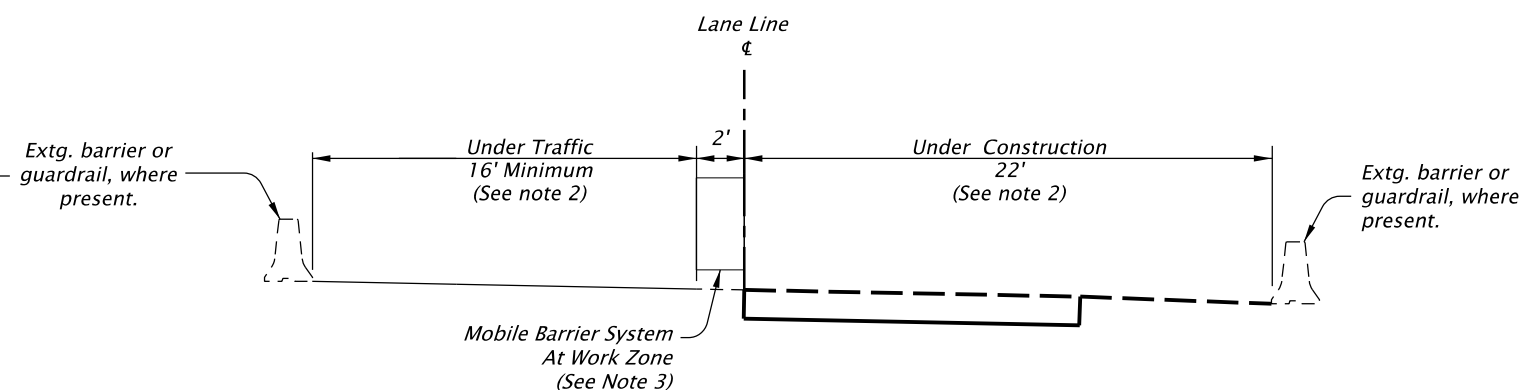 Lane Line
℄
Extg. barrier or
guardrail, where
present.
Under Traffic
16' Minimum
(See note 2)
2'
Under Construction
22'
(See note 2)
Extg. barrier or
guardrail, where
present.
Mobile Barrier System
At Work Zone
(See Note 3)